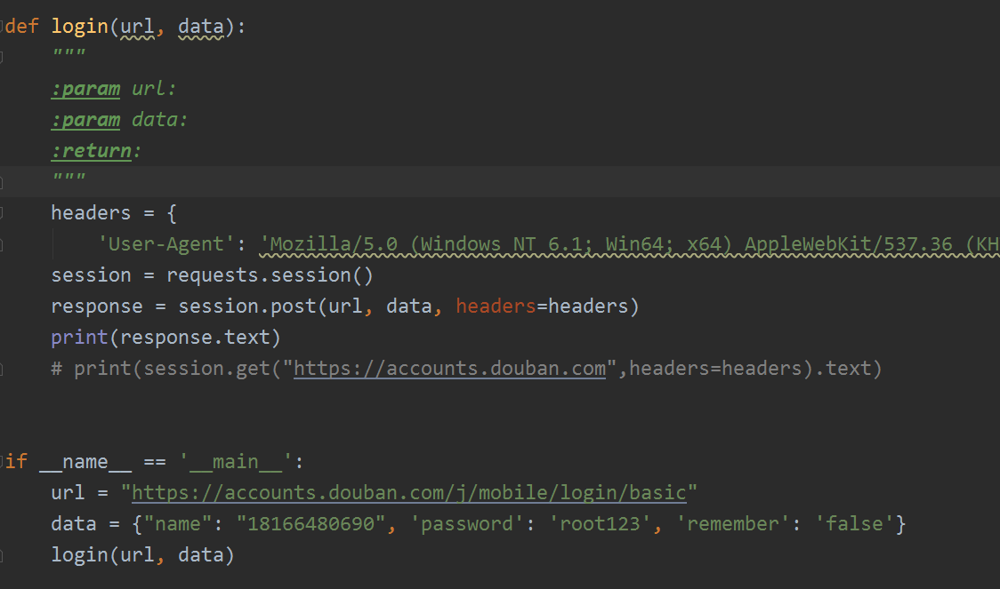 def login(url, data):
    """
    :param url:
    :param data:
    :return:
    """
    headers = {
        'User-Agent': 'Mozilla/5.0 (Windows NT 6.1; Win64; x64) AppleWebKit/537.36 (KH
    session = requests.session()
    response = session.post(url, data, headers=headers)
    print(response.text)
    # print(session.get("https://accounts.douban.com",headers=headers).text)
if __name__ == '__main__':
    url = "https://accounts.douban.com/j/mobile/login/basic"
    data = {"name": "18166480690", 'password': 'root123', 'remember': 'false'}
    login(url, data)